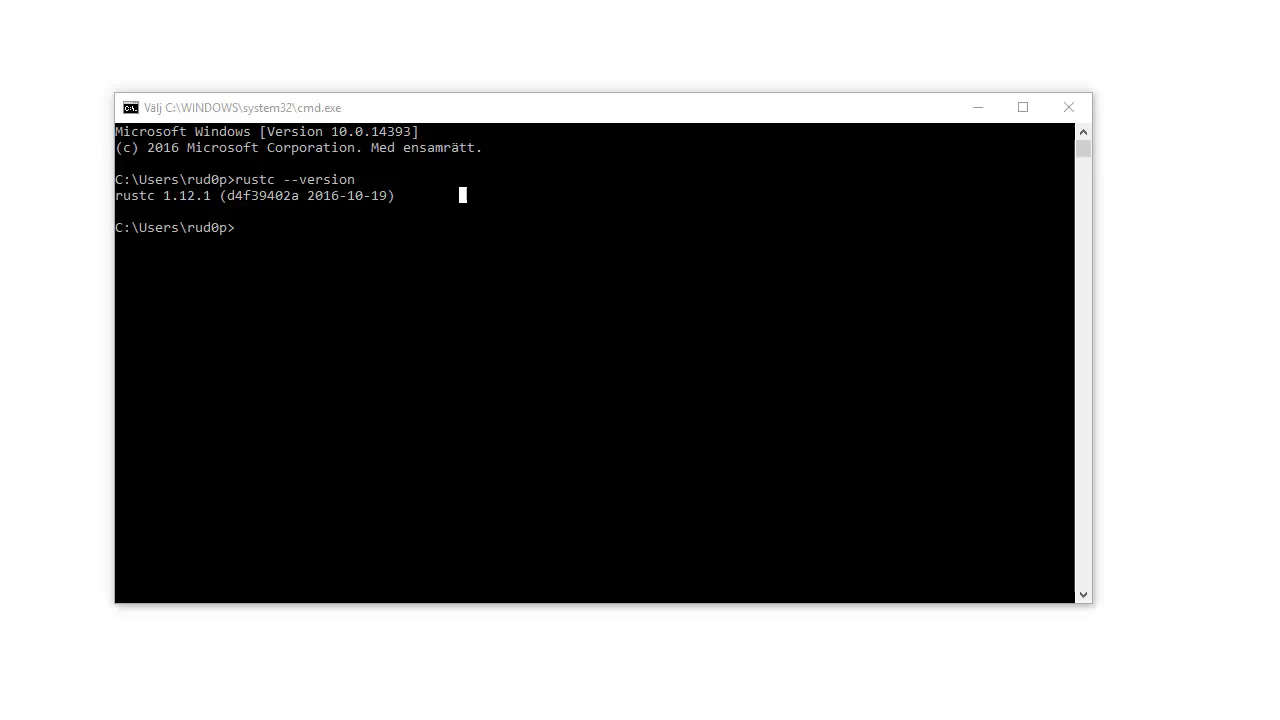 Välj C:\WINDOWS\system32\cmd.exe
Microsoft Windows [Version 10.0.14393]
(c) 2016 Microsoft Corporation. Med ensamrätt.
C:\Users\rud0p>rustc --version
rustc 1.12.1 (d4f39402a 2016-10-19)
C:\Users\rud0p>